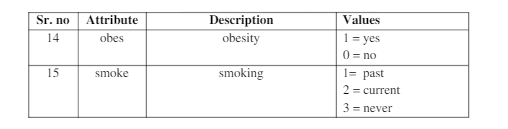 Sr. no Attribute Description Values
14 obes obesity 1 = yes
0 = no
15 smoke smoking 1= past
2 = current
3 = never